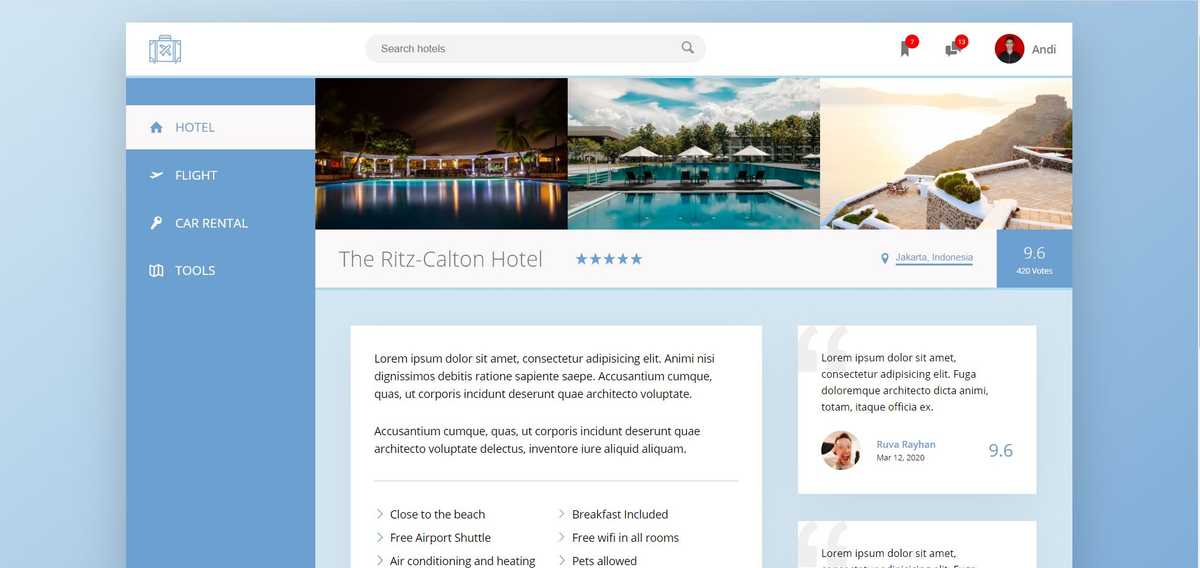 Search hotels
7
13
Andi
HOTEL
FLIGHT
CAR RENTAL
TOOLS
The Ritz-Calton Hotel
Jakarta, Indonesia
9.6
420 Votes
Lorem ipsum dolor sit amet, consectetur adipisicing elit. Animi nisi
dignissimos debitis ratione sapiente saepe. Accusantium cumque,
quas, ut corporis incidunt deserunt quae architecto voluptate.
Accusantium cumque, quas, ut corporis incidunt deserunt quae
architecto voluptate delectus, inventore iure aliquid aliquam.
Close to the beach
Breakfast Included
Free Airport Shuttle
Free wifi in all rooms
Air conditioning and heating
Pets allowed
Lorem ipsum dolor sit amet,
consectetur adipisicing elit. Fuga
doloremque architecto dicta animi,
totam, itaque officia ex.
Ruva Rayhan
Mar 12, 2020
9.6
Lorem ipsum dolor sit amet,